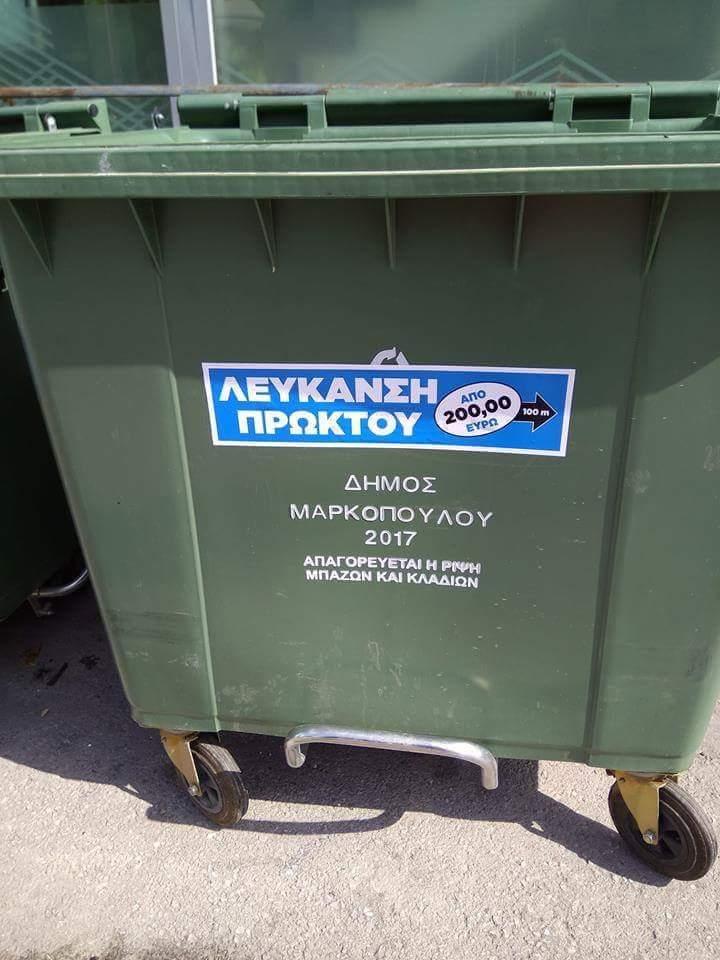 ΛΕΥΚΑΝΣΗ
ΠΡΩΚΤΟΥ
ΑΠΟ
200,00
ΕΥΡΩ
100 m
ΔΗΜΟΣ
ΜΑΡΚΟΠΟΥΛΟΥ
2017
ΑΠΑΓΟΡΕΥΕΤΑΙ Η ΡΙΨΗ
ΜΠΑΖΩΝ ΚΑΙ ΚΛΑΔΙΩΝ